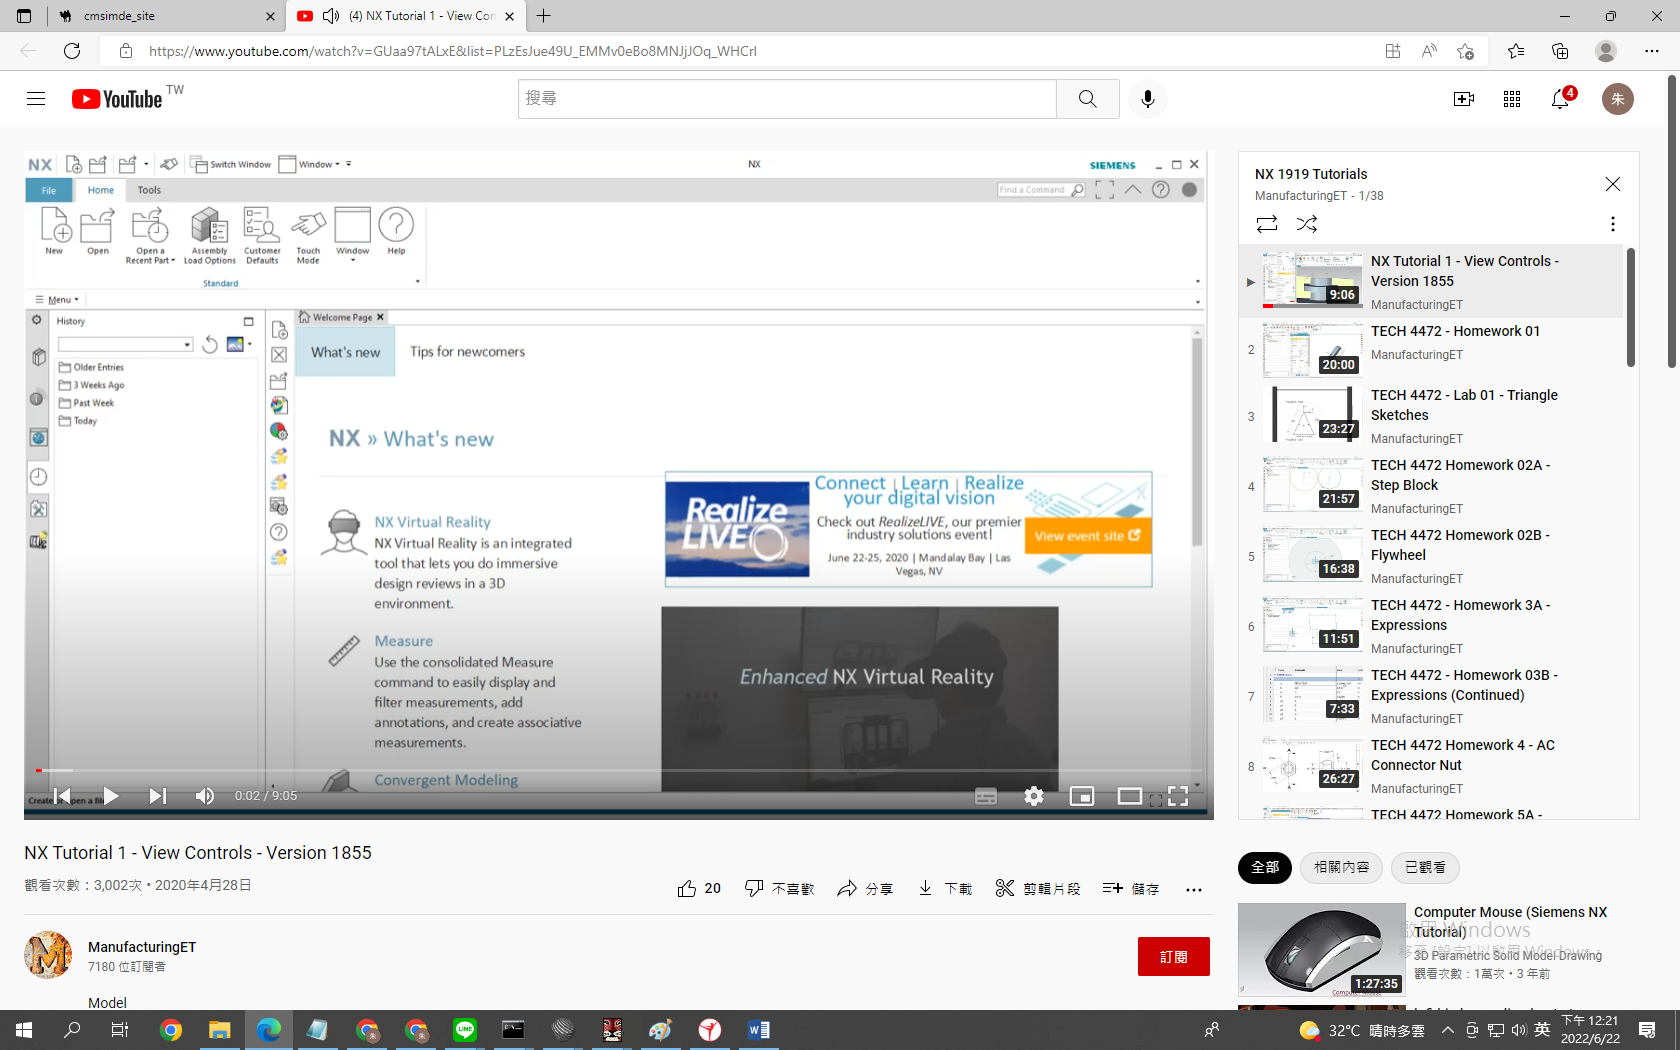 cmsimde_site
(4) NX Tutorial 1 - View Con
https://www.youtube.com/watch?v=GUaa97tALxE&list=PLzEsJue49U_EMMv0eBo8MNJjJOq_WHCrl
YouTube TW
搜尋
4
朱
NX
Switch Window
Window
NX
SIEMENS
File
Home
Tools
Find a Command
New
Open
Open a Recent Part
Assembly Load Options
Customer Defaults
Touch Mode
Window
Help
Standard
Menu
History
Welcome Page
Older Entries
3 Weeks Ago
Past Week
Today
What's new
Tips for newcomers
NX » What's new
NX Virtual Reality
NX Virtual Reality is an integrated
tool that lets you do immersive
design reviews in a 3D
environment.
Measure
Use the consolidated Measure
command to easily display and
filter measurements, add
annotations, and create associative
measurements.
Convergent Modeling
Realize
LIVE
Connect | Learn | Realize
your digital vision
Check out RealizeLIVE, our premier
industry solutions event!
June 22-25, 2020 | Mandalay Bay | Las
Vegas, NV
View event site
Enhanced NX Virtual Reality
0:02 / 9:05
NX Tutorial 1 - View Controls - Version 1855
觀看次數：3,002次・2020年4月28日
20
不喜歡
分享
下載
剪輯片段
儲存
ManufacturingET
7180 位訂閱者
訂閱
Model
NX 1919 Tutorials
ManufacturingET - 1/38
NX Tutorial 1 - View Controls -
Version 1855
ManufacturingET
9:06
2
TECH 4472 - Homework 01
ManufacturingET
20:00
3
TECH 4472 - Lab 01 - Triangle
Sketches
ManufacturingET
23:27
4
TECH 4472 Homework 02A -
Step Block
ManufacturingET
21:57
5
TECH 4472 Homework 02B -
Flywheel
ManufacturingET
16:38
6
TECH 4472 - Homework 3A -
Expressions
ManufacturingET
11:51
7
TECH 4472 - Homework 03B -
Expressions (Continued)
ManufacturingET
7:33
8
TECH 4472 Homework 4 - AC
Connector Nut
ManufacturingET
26:27
TECH 4472 Homework 5A -
全部
相關內容
已觀看
Computer Mouse (Siemens NX
Tutorial)
3D Parametric Solid Model Drawing
觀看次數：1萬次・3 年前
1:27:35
啟用 Windows
移至 [設定] 以啟用 Windows。
32°C 晴時多雲
英
下午 12:21
2022/6/22